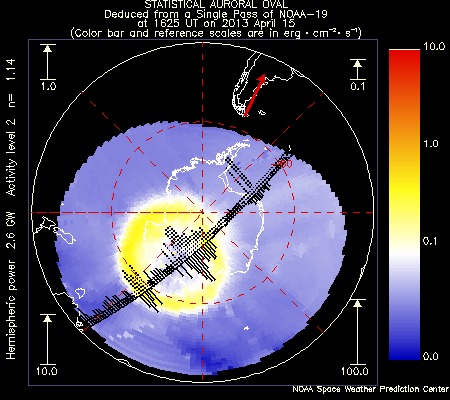 STATISTICAL AURORAL OVAL
Deduced from a Single Pass of NOAA-19
at 1625 UT on 2013 April 15
(Color bar and reference scales are in erg·cm⁻²·s⁻¹)
Hemispheric power 2.6 GW Activity level 2 n= 1.14
1.0
0.1
10.0
100.0
10.0
1.0
0.1
0.0
NOAA Space Weather Prediction Center